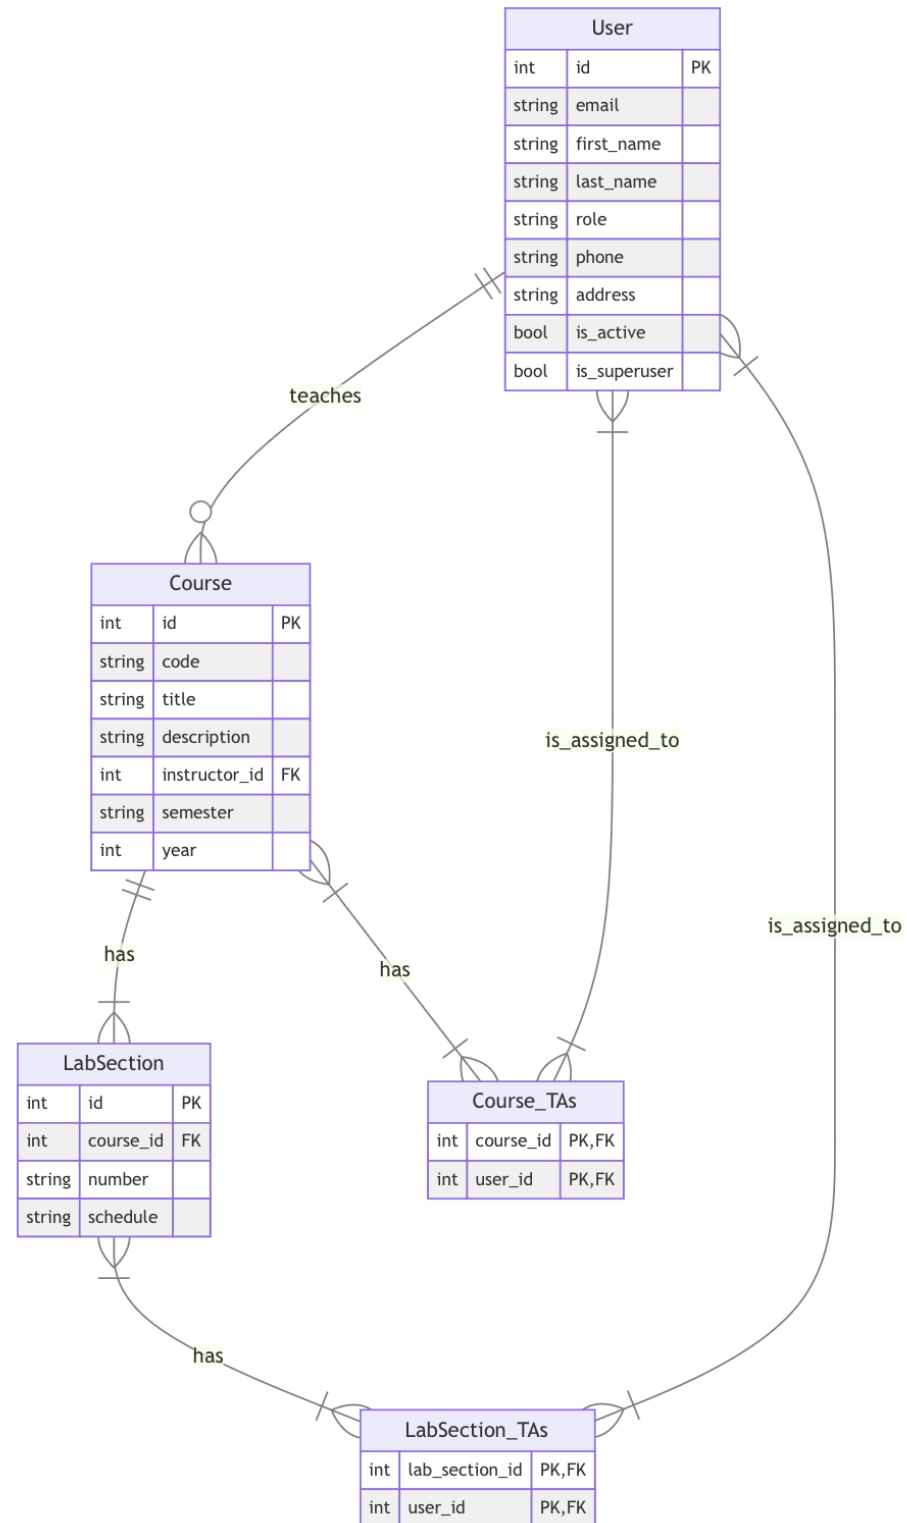 User
int id PK
string email
string first_name
string last_name
string role
string phone
string address
bool is_active
bool is_superuser
teaches
Course
int id PK
string code
string title
string description
int instructor_id FK
string semester
int year
is_assigned_to
is_assigned_to
has
has
LabSection
int id PK
int course_id FK
string number
string schedule
Course_TAs
int course_id PK,FK
int user_id PK,FK
has
LabSection_TAs
int lab_section_id PK,FK
int user_id PK,FK